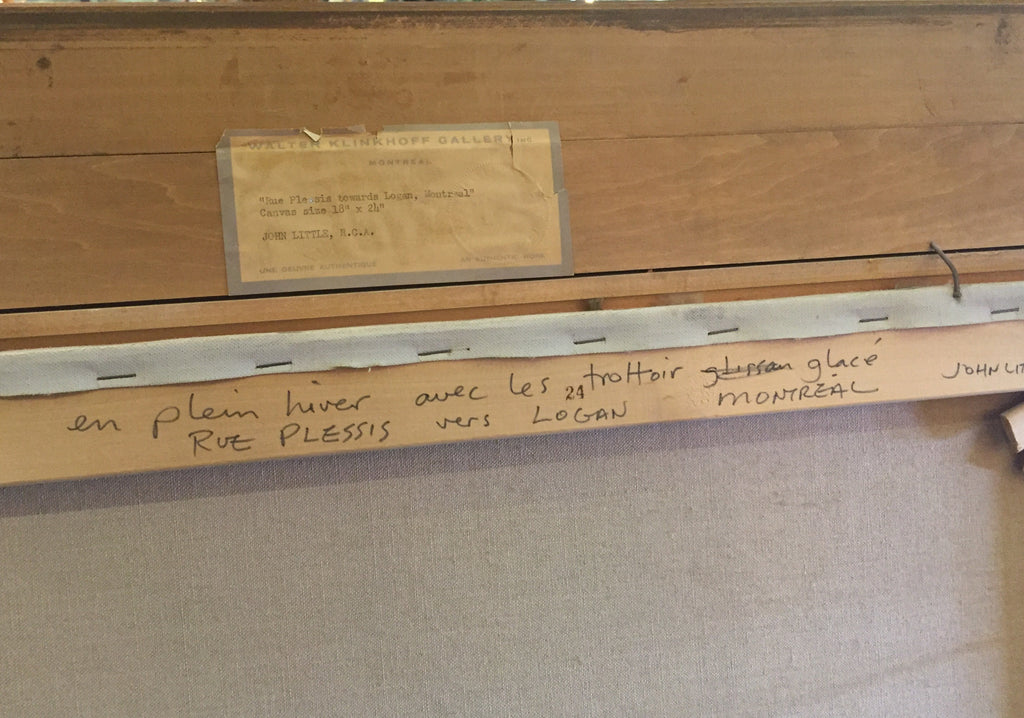 WALTER KLINKHOFF GALLERY INC
MONTREAL
"Rue Plessis towards Logan, Montreal"
Canvas size 18" x 24"
JOHN LITTLE, R.C.A.
UNE OEUVRE AUTHENTIQUE
AN AUTHENTIC WORK
en plein hiver avec les trottoir glissan glacé
24
RUE PLESSIS vers LOGAN MONTREAL
JOHN LIT